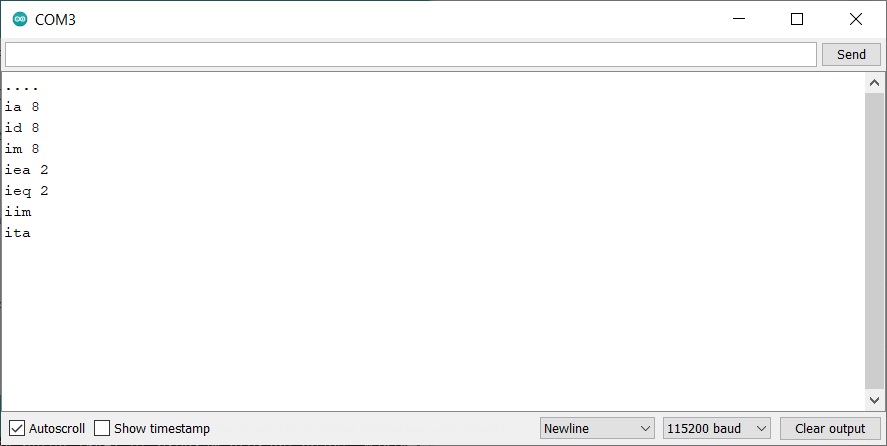 COM3
Send
....
ia 8
id 8
im 8
iea 2
ieq 2
iim
ita
Autoscroll Show timestamp Newline 115200 baud Clear output